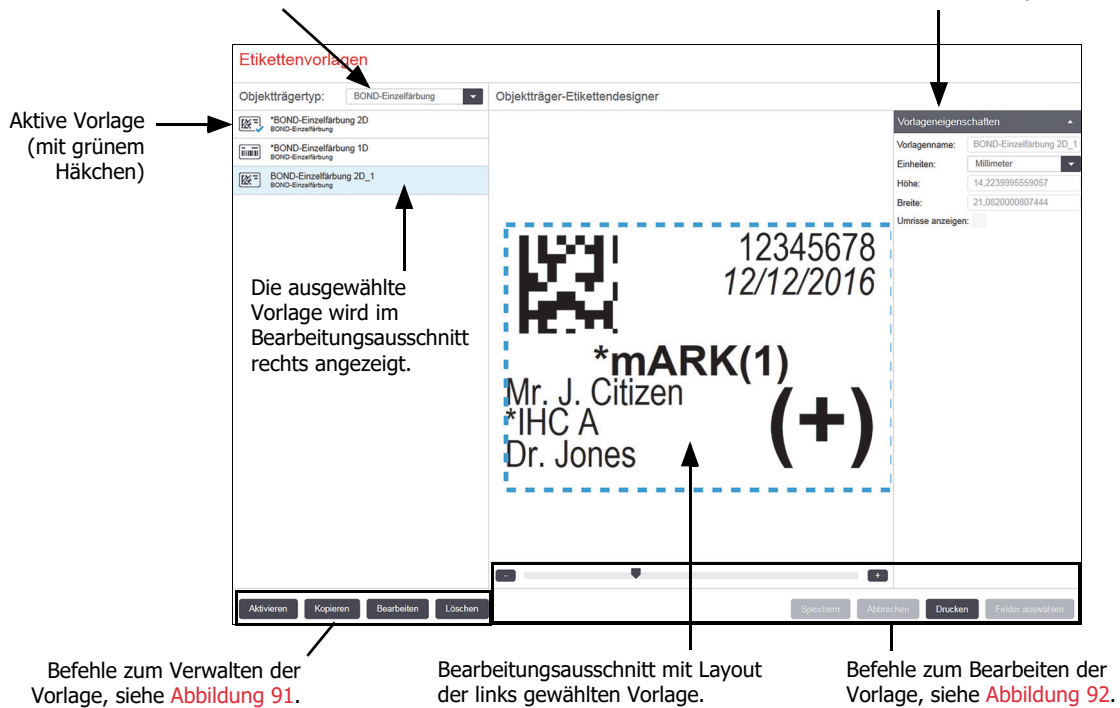 Etikettenvorlagen
Objektträgertyp: BOND-Einzelfärbung
Objektträger-Etikettendesigner
Aktive Vorlage
(mit grünem
Häkchen)
*BOND-Einzelfärbung 2D
BOND-Einzelfärbung
*BOND-Einzelfärbung 1D
BOND-Einzelfärbung
BOND-Einzelfärbung 2D_1
BOND-Einzelfärbung
Vorlageneigenschaften
Vorlagenname: BOND-Einzelfärbung 2D_1
Einheiten: Millimeter
Höhe: 14,2239995559057
Breite: 21,0820000807444
Umrisse anzeigen:
Die ausgewählte
Vorlage wird im
Bearbeitungsausschnitt
rechts angezeigt.
12345678
12/12/2016
*mARK(1)
Mr. J. Citizen
*IHC A
Dr. Jones
(+)
- +
Aktivieren Kopieren Bearbeiten Löschen
Speichern Abbrechen Drucken Felder auswählen
Befehle zum Verwalten der
Vorlage, siehe Abbildung 91.
Bearbeitungsausschnitt mit Layout
der links gewählten Vorlage.
Befehle zum Bearbeiten der
Vorlage, siehe Abbildung 92.